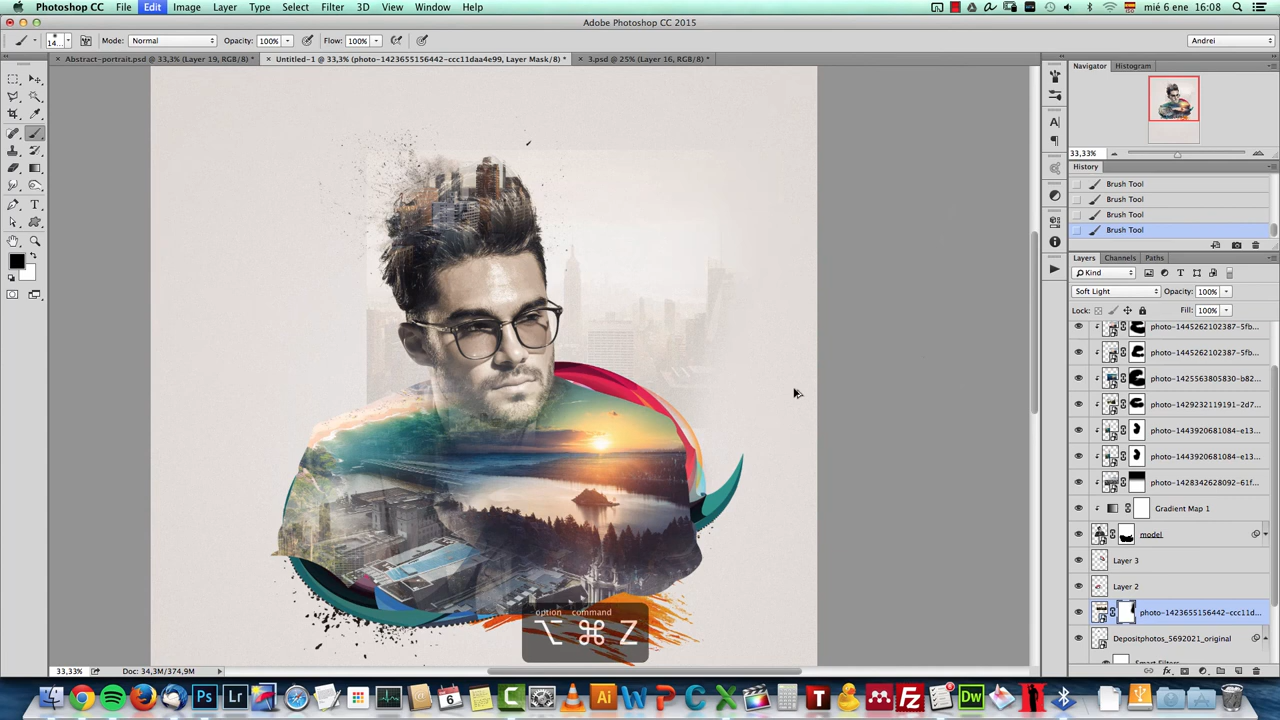 Photoshop CC File Edit Image Layer Type Select Filter 3D View Window Help mié 6 ene 16:08
Adobe Photoshop CC 2015
14... Mode: Normal Opacity: 100% Flow: 100% Andrei
× Abstract-portrait.psd @ 33,3% (Layer 19, RGB/8) * × Untitled-1 @ 33,3% (photo-1423655156442-ccc11daa4e99, Layer Mask/8) * × 3.psd @ 25% (Layer 16, RGB/8) *
Navigator Histogram
33,33%
History
Brush Tool
Brush Tool
Brush Tool
Brush Tool
Layers Channels Paths
Kind
Soft Light Opacity: 100%
Lock: Fill: 100%
photo-1445262102387-5fb...
photo-1445262102387-5fb...
photo-1425563805830-b82...
photo-1429232119191-2d7...
photo-1443920681084-e13...
photo-1443920681084-e13...
photo-1428342628092-61f...
Gradient Map 1
model
Layer 3
Layer 2
photo-1423655156442-ccc11d...
Depositphotos_5692021_original
Smart Filters
option command
⌥ ⌘ Z
33,33% Doc: 34,3M/374,9M